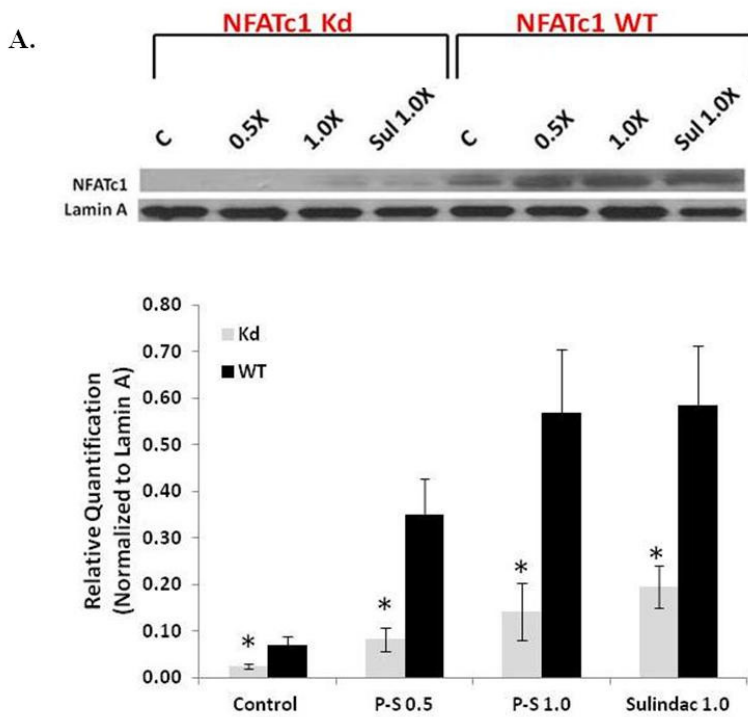 A.
NFATc1 Kd NFATc1 WT
C 0.5X 1.0X Sul 1.0X C 0.5X 1.0X Sul 1.0X
NFATc1
Lamin A
Relative Quantification
(Normalized to Lamin A)
0.80
0.70
0.60
0.50
0.40
0.30
0.20
0.10
0.00
Kd
WT
* * * *
Control P-S 0.5 P-S 1.0 Sulindac 1.0